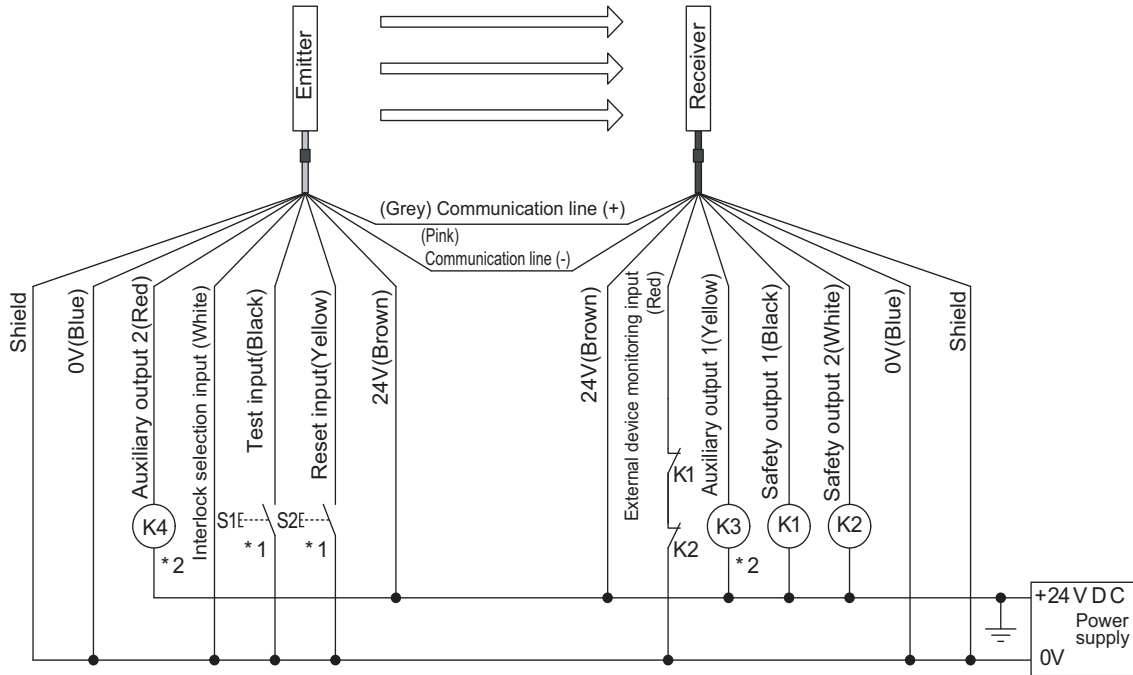 Emitter
Receiver
(Grey) Communication line (+)
(Pink)
Communication line (-)
Shield
0V(Blue)
Auxiliary output 2(Red)
Interlock selection input (White)
Test input(Black)
Reset input(Yellow)
24V(Brown)
24V(Brown)
External device monitoring input
(Red)
Auxiliary output 1(Yellow)
Safety output 1(Black)
Safety output 2(White)
0V(Blue)
Shield
K1
K4
S1
S2
K2
K3
K1
K2
*2
*1
*1
*2
+24 V D C
Power
supply
0V